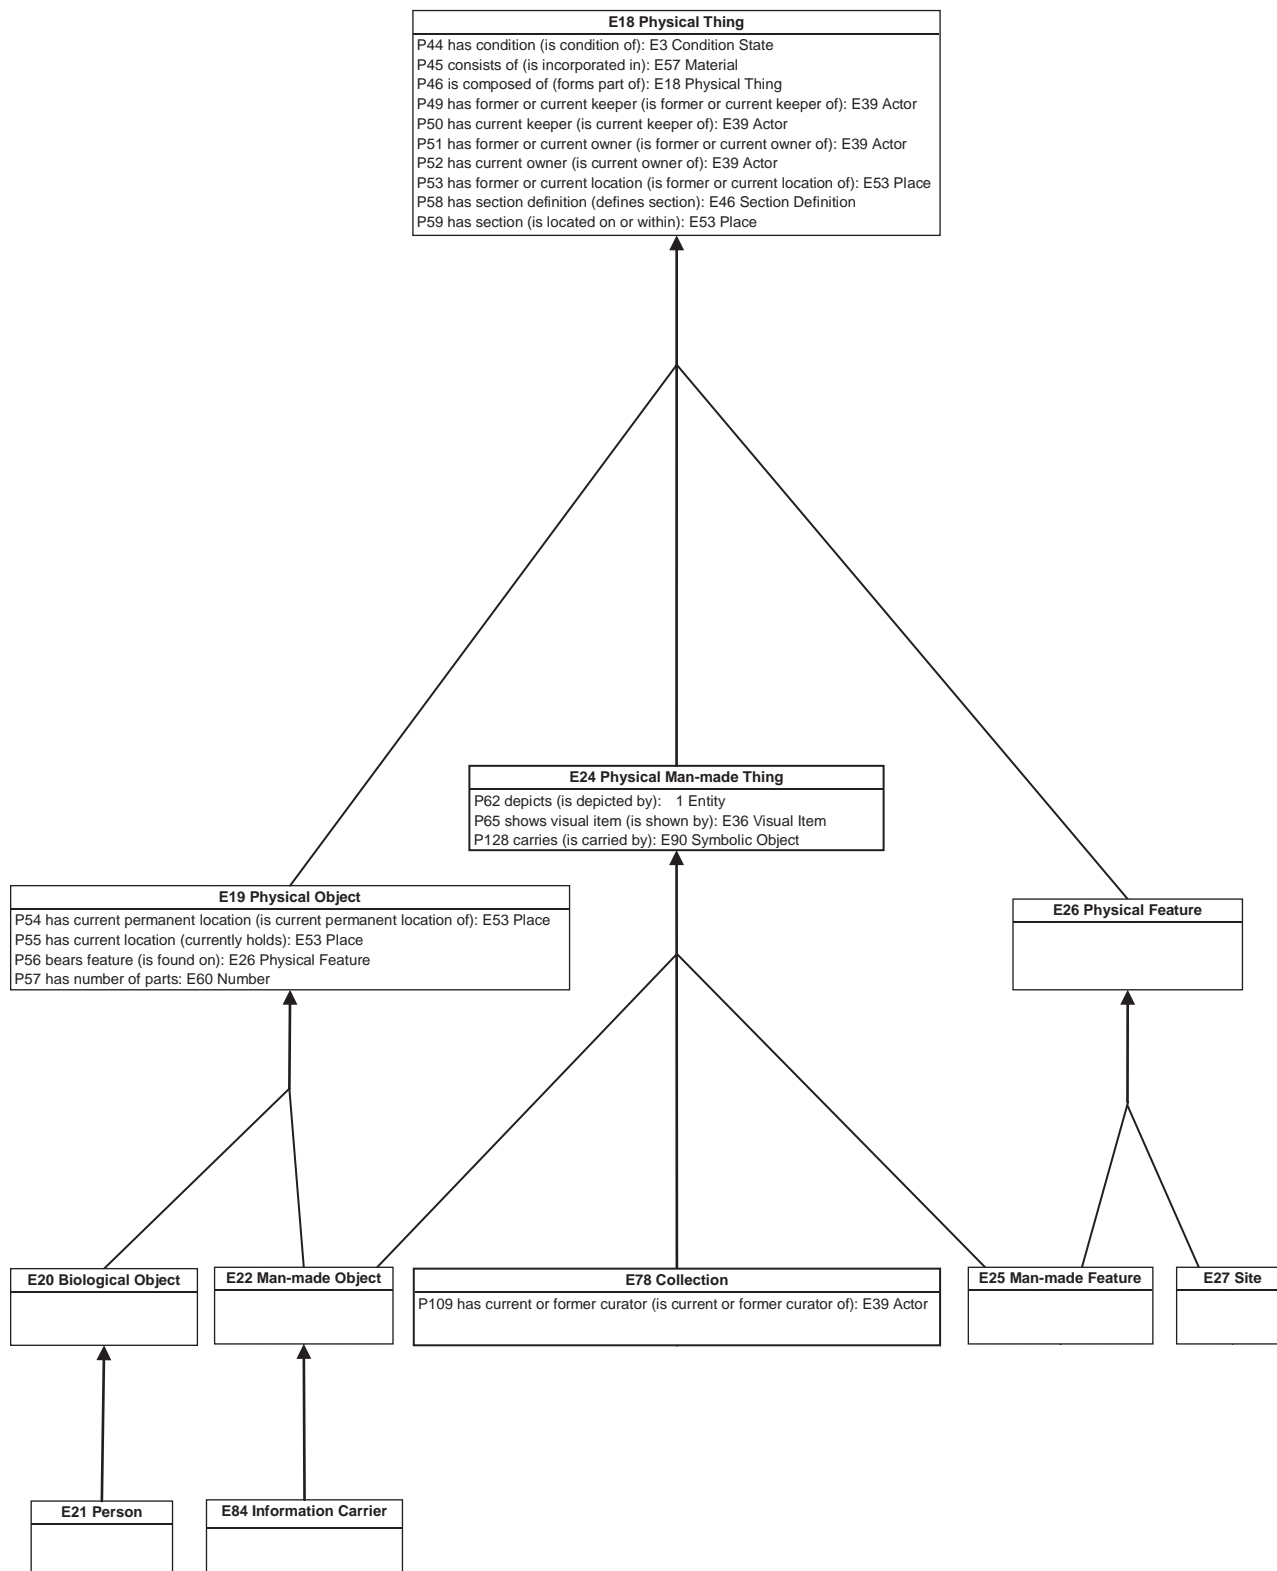 E18 Physical Thing
P44 has condition (is condition of): E3 Condition State
P45 consists of (is incorporated in): E57 Material
P46 is composed of (forms part of): E18 Physical Thing
P49 has former or current keeper (is former or current keeper of): E39 Actor
P50 has current keeper (is current keeper of): E39 Actor
P51 has former or current owner (is former or current owner of): E39 Actor
P52 has current owner (is current owner of): E39 Actor
P53 has former or current location (is former or current location of): E53 Place
P58 has section definition (defines section): E46 Section Definition
P59 has section (is located on or within): E53 Place
E24 Physical Man-made Thing
P62 depicts (is depicted by): 1 Entity
P65 shows visual item (is shown by): E36 Visual Item
P128 carries (is carried by): E90 Symbolic Object
E19 Physical Object
P54 has current permanent location (is current permanent location of): E53 Place
P55 has current location (currently holds): E53 Place
P56 bears feature (is found on): E26 Physical Feature
P57 has number of parts: E60 Number
E26 Physical Feature
E20 Biological Object
E22 Man-made Object
E78 Collection
P109 has current or former curator (is current or former curator of): E39 Actor
E25 Man-made Feature
E27 Site
E21 Person
E84 Information Carrier